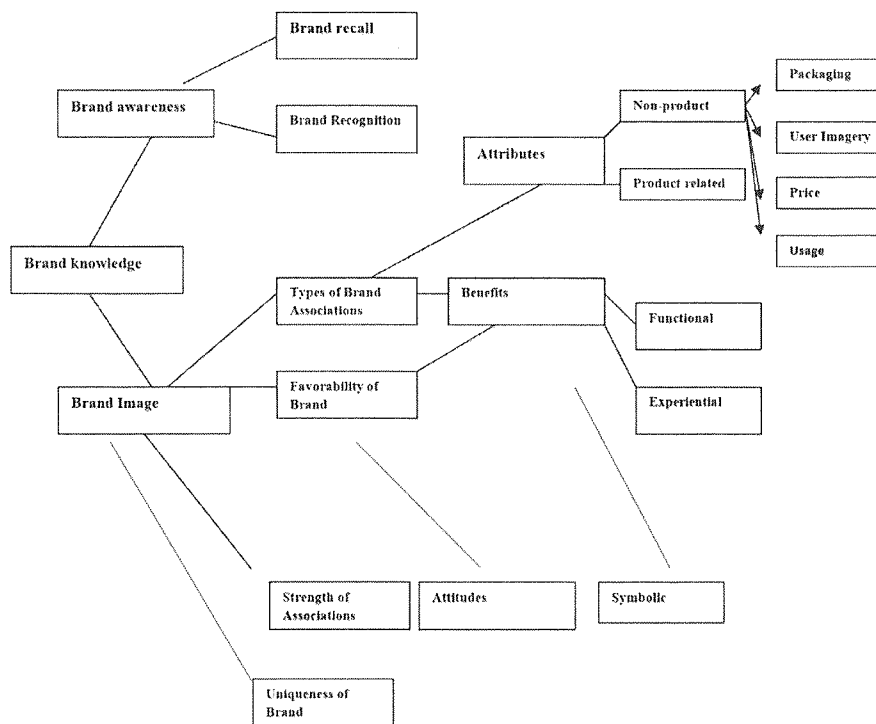 Brand recall
Brand awareness
Brand Recognition
Packaging
Non-product
User Imagery
Attributes
Product related
Price
Usage
Brand knowledge
Types of Brand
Associations
Benefits
Functional
Favorability of
Brand
Experiential
Brand Image
Strength of
Associations
Attitudes
Symbolic
Uniqueness of
Brand